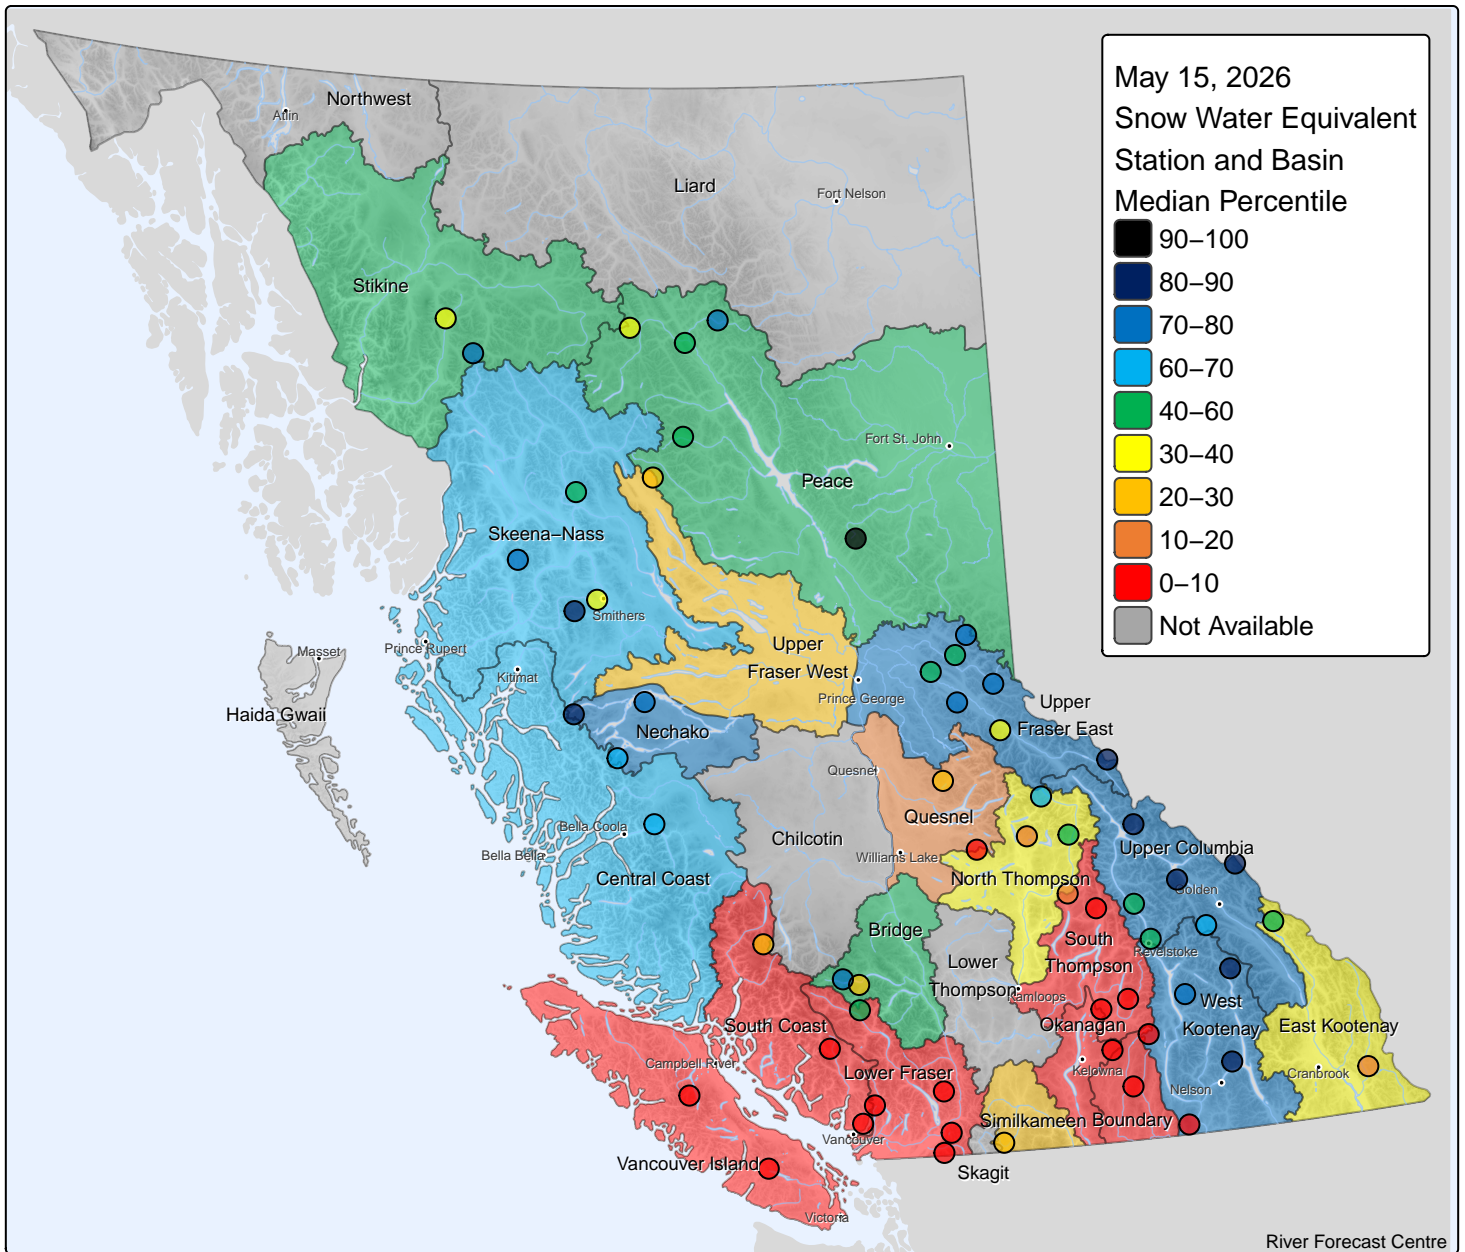 May 15, 2026
Snow Water Equivalent
Station and Basin
Median Percentile
90–100
80–90
70–80
60–70
40–60
30–40
20–30
10–20
0–10
Not Available
Northwest
Atlin
Liard
Fort Nelson
Stikine
Fort St. John
Peace
Skeena–Nass
Smithers
Upper
Fraser West
Masset
Prince Rupert
Kitimat
Prince George
Haida Gwaii
Nechako
Upper
Fraser East
Quesnel
Quesnel
Chilcotin
Bella Coola
Bella Bella
Williams Lake
Upper Columbia
Central Coast
North Thompson
Golden
Bridge
South
Thompson
Revelstoke
Lower
Thompson
Kamloops
West
Kootenay
South Coast
Okanagan
East Kootenay
Campbell River
Lower Fraser
Kelowna
Cranbrook
Nelson
Similkameen
Boundary
Vancouver
Vancouver Island
Skagit
Victoria
River Forecast Centre